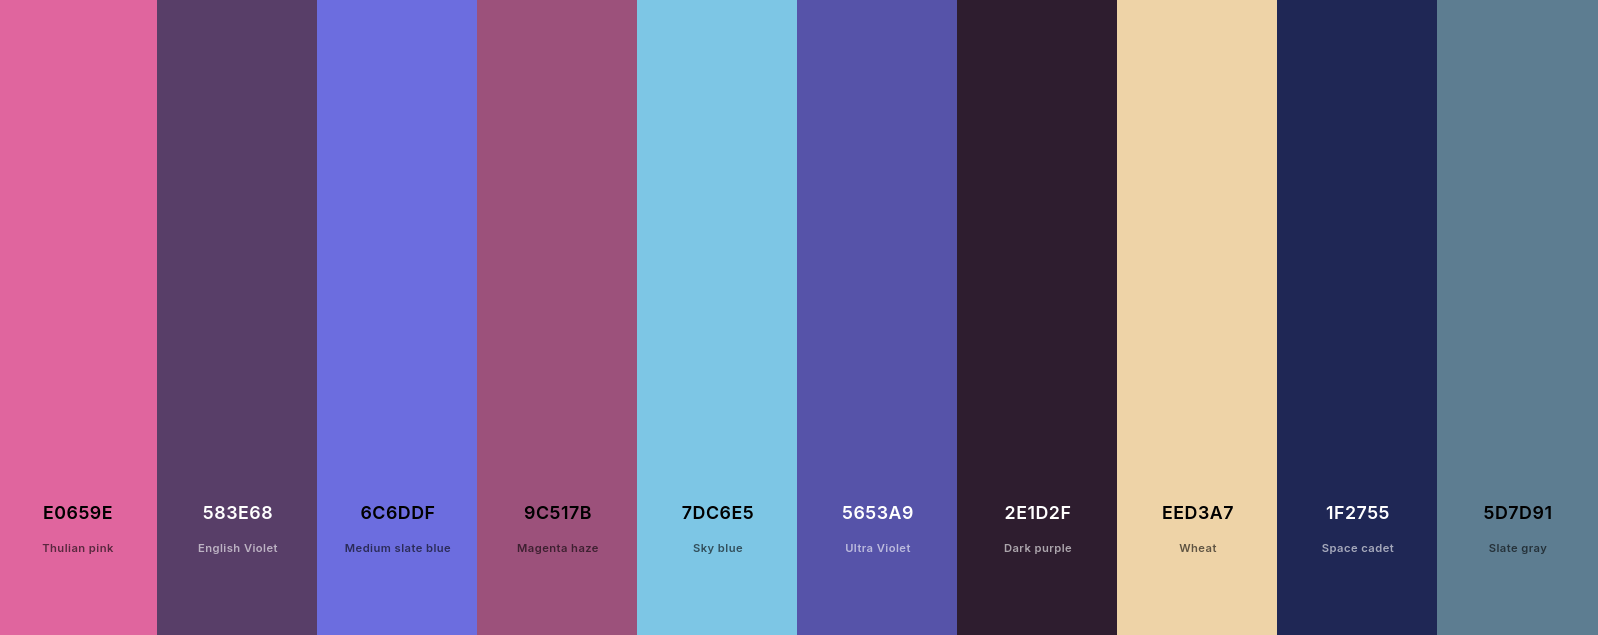 E0659E
583E68
6C6DDF
9C517B
7DC6E5
5653A9
2E1D2F
EED3A7
1F2755
5D7D91
Thulian pink
English Violet
Medium slate blue
Magenta haze
Sky blue
Ultra Violet
Dark purple
Wheat
Space cadet
Slate gray